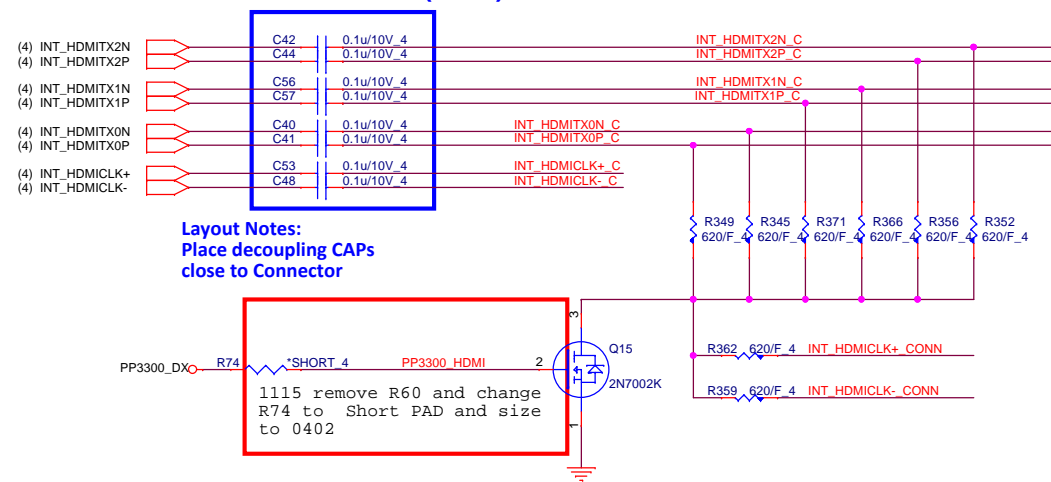 (4) INT_HDMITX2N C42 0.1u/10V_4 INT_HDMITX2N_C
(4) INT_HDMITX2P C44 0.1u/10V_4 INT_HDMITX2P_C
(4) INT_HDMITX1N C56 0.1u/10V_4 INT_HDMITX1N_C
(4) INT_HDMITX1P C57 0.1u/10V_4 INT_HDMITX1P_C
(4) INT_HDMITX0N C40 0.1u/10V_4 INT_HDMITX0N_C
(4) INT_HDMITX0P C41 0.1u/10V_4 INT_HDMITX0P_C
(4) INT_HDMICLK+ C53 0.1u/10V_4 INT_HDMICLK+_C
(4) INT_HDMICLK- C48 0.1u/10V_4 INT_HDMICLK-_C
Layout Notes:
Place decoupling CAPs
close to Connector
R349 R345 R371 R366 R356 R352
620/F_4 620/F_4 620/F_4 620/F_4 620/F_4 620/F_4
3
Q15
R362 620/F_4 INT_HDMICLK+_CONN
PP3300_DX R74 *SHORT_4 PP3300_HDMI 2
2N7002K
R359 620/F_4 INT_HDMICLK-_CONN
1115 remove R60 and change
R74 to Short PAD and size
to 0402
1